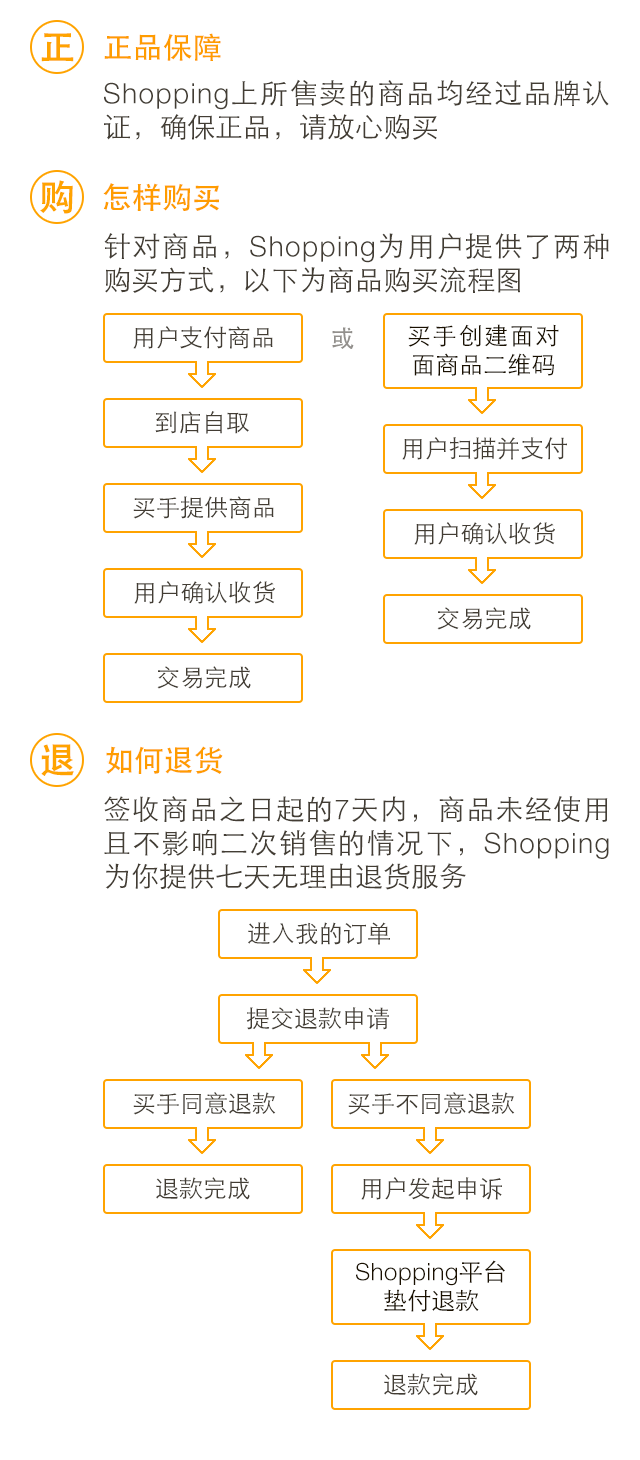 正 正品保障
Shopping上所售卖的商品均经过品牌认
证，确保正品，请放心购买
购 怎样购买
针对商品，Shopping为用户提供了两种
购买方式，以下为商品购买流程图
用户支付商品
到店自取
买手提供商品
用户确认收货
交易完成
或
买手创建面对
面商品二维码
用户扫描并支付
用户确认收货
交易完成
退 如何退货
签收商品之日起的7天内，商品未经使用
且不影响二次销售的情况下，Shopping
为你提供七天无理由退货服务
进入我的订单
提交退款申请
买手同意退款
退款完成
买手不同意退款
用户发起申诉
Shopping平台
垫付退款
退款完成